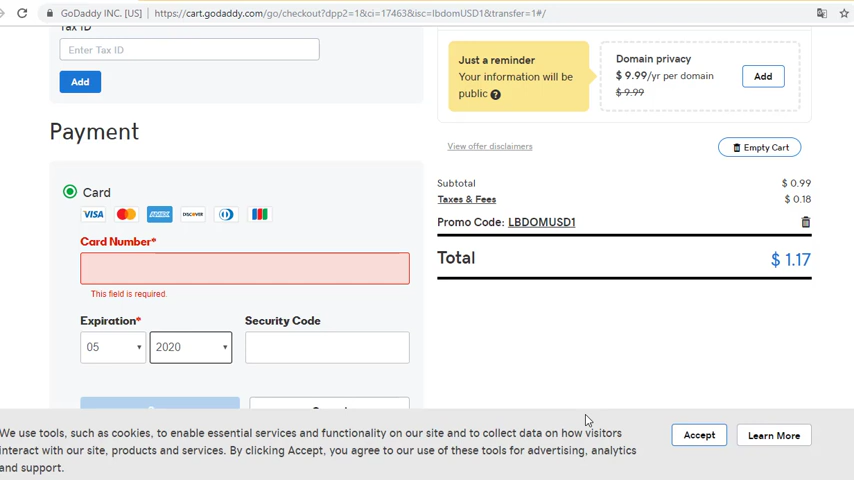 GoDaddy INC. [US]
https://cart.godaddy.com/go/checkout?dpp2=1&ci=17463&isc=lbdomUSD1&transfer=1#/
Tax ID
Enter Tax ID
Add
Just a reminder
Your information will be
public ?
Domain privacy
$ 9.99/yr per domain
$ 9.99
Add
Payment
View offer disclaimers
Empty Cart
Card
VISA
AMEX
DISCOVER
JCB
Subtotal $ 0.99
Taxes & Fees $ 0.18
Promo Code: LBDOMUSD1
Total $ 1.17
Card Number*
This field is required.
Expiration*
Security Code
05
2020
We use tools, such as cookies, to enable essential services and functionality on our site and to collect data on how visitors
interact with our site, products and services. By clicking Accept, you agree to our use of these tools for advertising, analytics
and support.
Accept
Learn More